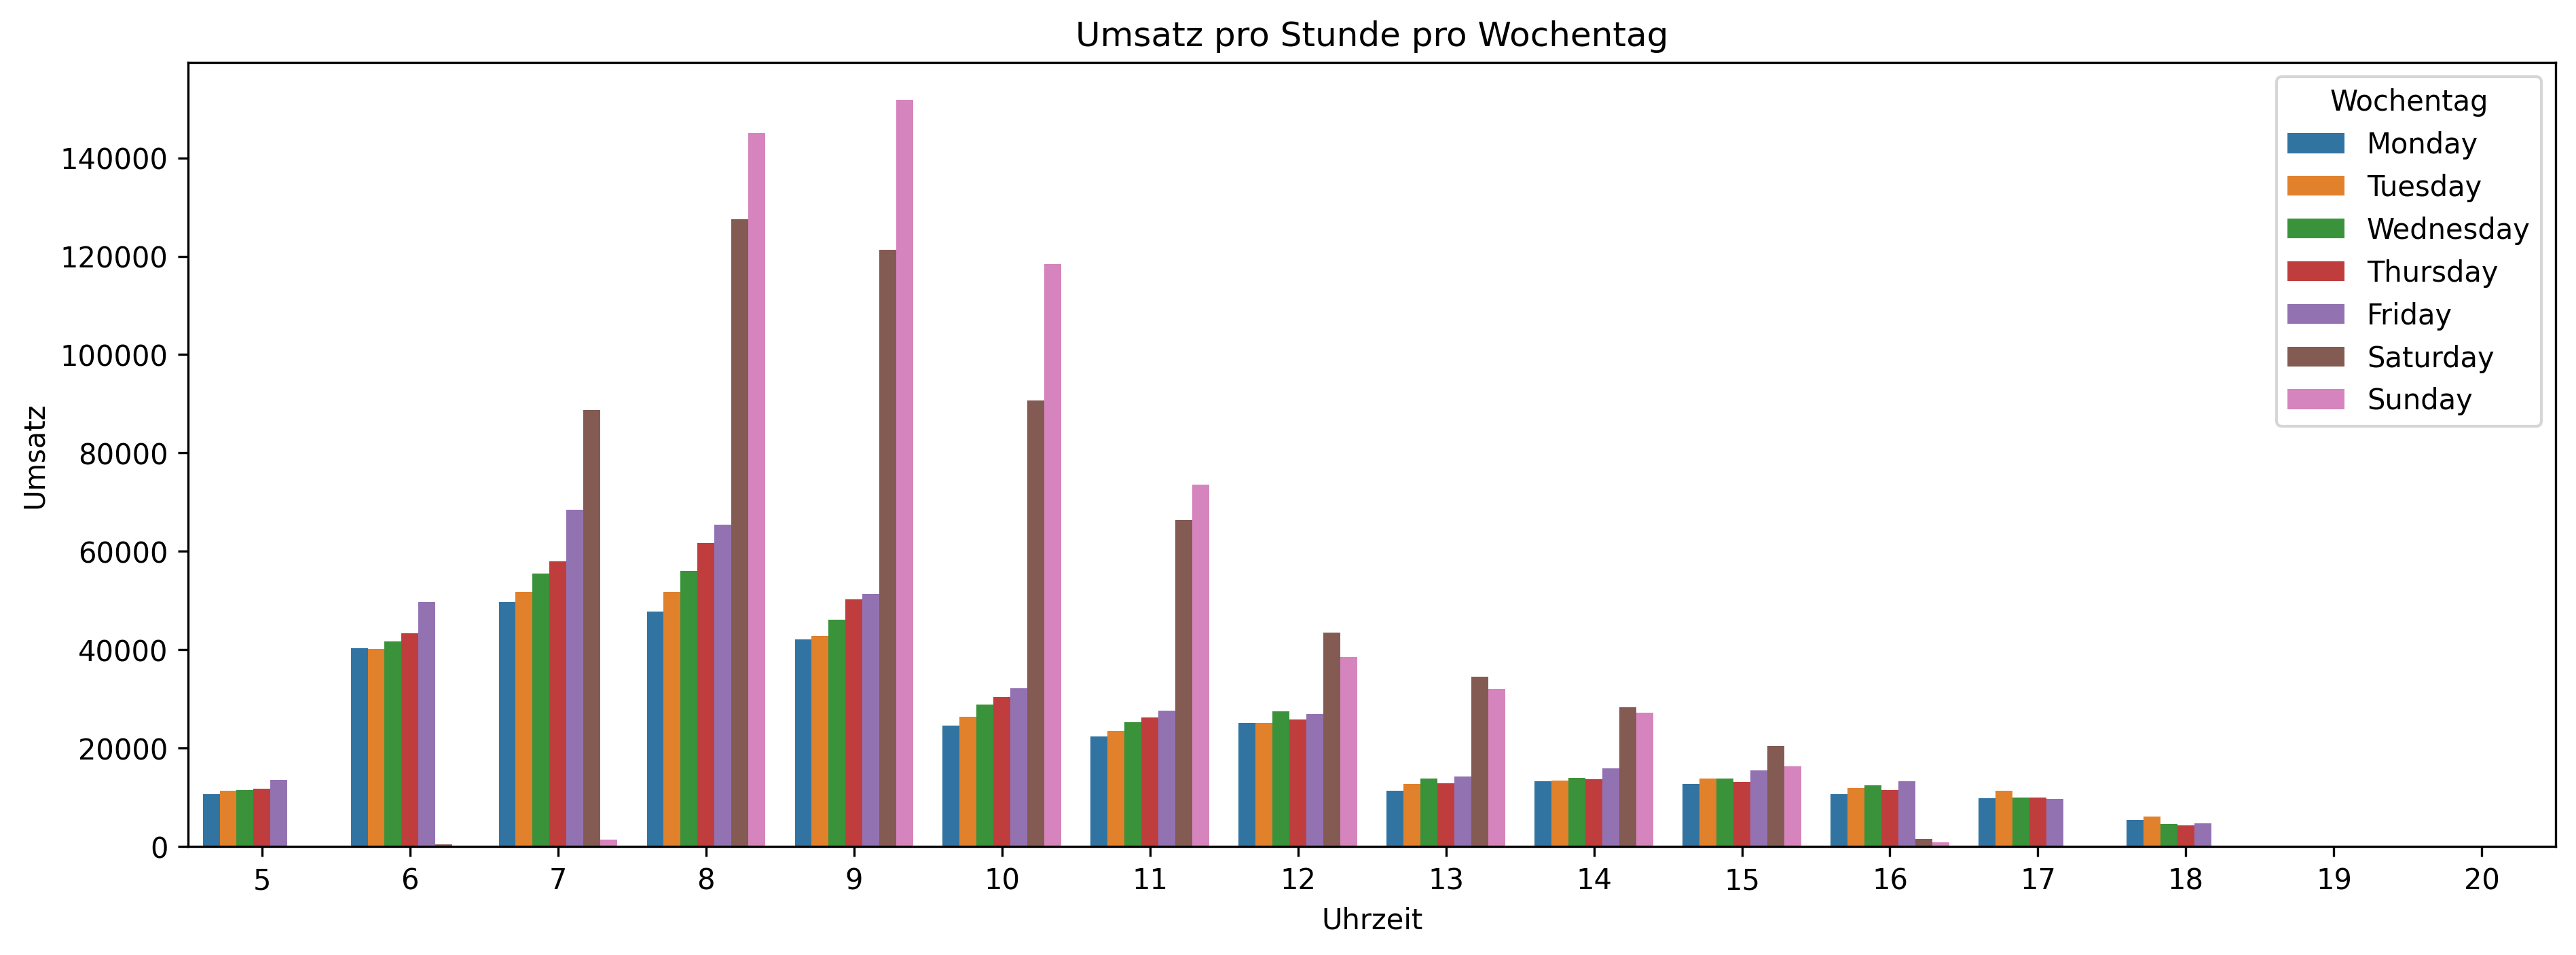 Umsatz pro Stunde pro Wochentag
Wochentag
Monday
Tuesday
Wednesday
Thursday
Friday
Saturday
Sunday
Umsatz
140000
120000
100000
80000
60000
40000
20000
0
5 6 7 8 9 10 11 12 13 14 15 16 17 18 19 20
Uhrzeit